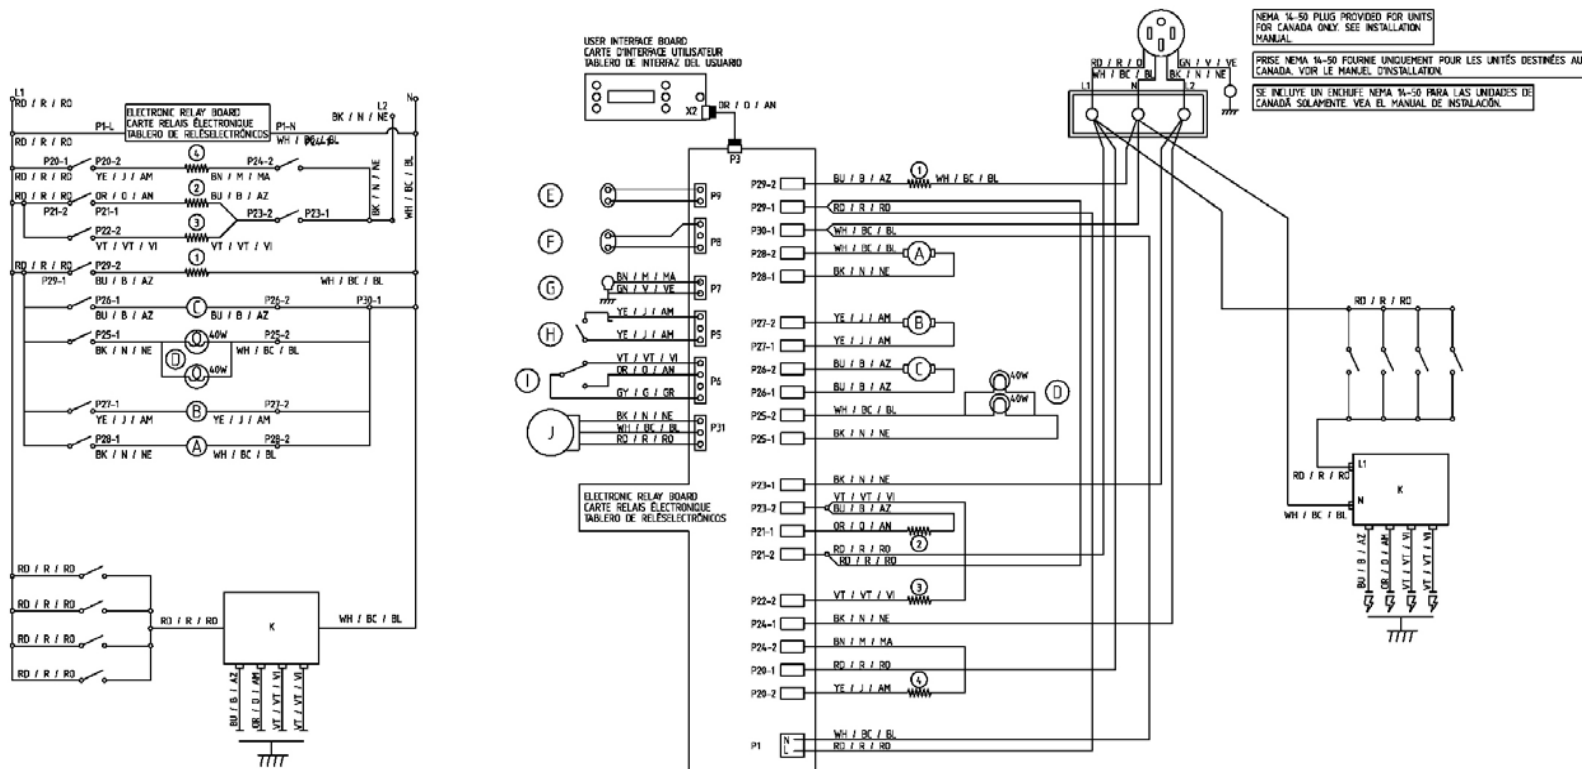 L1
RD / R / RO
ELECTRONIC RELAY BOARD
CARTE RELAIS ÉLECTRONIQUE
TABLERO DE RELÉSELECTRÓNICOS
L2
BK / N / NE
N
P1-L
P1-N
RD / R / RO
WH / BC / BL
P20-1
P20-2
4
P24-2
RD / R / RO
YE / J / AM
BN / M / MA
BK / N / NE
WH / BC / BL
RD / R / RO
OR / O / AN
2
BU / B / AZ
P21-2
P21-1
P23-2
P23-1
P22-2
3
VT / VT / VI
VT / VT / VI
RD / R / RO
P29-2
1
P29-1
BU / B / AZ
WH / BC / BL
P26-1
C
P26-2
P30-1
BU / B / AZ
BU / B / AZ
P25-1
40W
P25-2
BK / N / NE
D
WH / BC / BL
40W
P27-1
B
P27-2
YE / J / AM
YE / J / AM
P28-1
A
P28-2
BK / N / NE
WH / BC / BL
RD / R / RO
RD / R / RO
RD / R / RO
RD / R / RO
RD / R / RO
K
WH / BC / BL
BU / B / AZ
OR / O / AM
VT / VT / VI
VT / VT / VI
USER INTERFACE BOARD
CARTE D'INTERFACE UTILISATEUR
TABLERO DE INTERFAZ DEL USUARIO
X2
OR / O / AN
P3
E
P9
F
P8
G
BN / M / MA
GN / V / VE
P7
H
YE / J / AM
YE / J / AM
P5
I
VT / VT / VI
OR / O / AN
GY / G / GR
P6
J
BK / N / NE
WH / BC / BL
RD / R / RO
P31
ELECTRONIC RELAY BOARD
CARTE RELAIS ÉLECTRONIQUE
TABLERO DE RELÉSELECTRÓNICOS
P29-2
BU / B / AZ
1
WH / BC / BL
P29-1
RD / R / RO
P30-1
WH / BC / BL
P28-2
WH / BC / BL
A
P28-1
BK / N / NE
P27-2
YE / J / AM
B
P27-1
YE / J / AM
P26-2
BU / B / AZ
C
P26-1
BU / B / AZ
40W
40W
D
P25-2
WH / BC / BL
P25-1
BK / N / NE
P23-1
BK / N / NE
P23-2
VT / VT / VI
BU / B / AZ
P21-1
OR / O / AN
2
P21-2
RD / R / RO
RD / R / RO
P22-2
VT / VT / VI
3
P24-1
BK / N / NE
P24-2
BN / M / MA
P20-1
RD / R / RO
P20-2
YE / J / AM
4
P1
N
L
WH / BC / BL
RD / R / RO
RD / R / RO
GN / V / VE
WH / BC / BL
BK / N / NE
L1
N
L2
NEMA 14-50 PLUG PROVIDED FOR UNITS
FOR CANADA ONLY. SEE INSTALLATION
MANUAL.
PRISE NEMA 14-50 FOURNIE UNIQUEMENT POUR LES UNITÉS DESTINÉES AU
CANADA. VOIR LE MANUEL D'INSTALLATION.
SE INCLUYE UN ENCHUFE NEMA 14-50 PARA LAS UNIDADES DE
CANADÁ SOLAMENTE. VEA EL MANUAL DE INSTALACIÓN.
RD / R / RO
L1
RD / R / RO
K
N
WH / BC / BL
BU / B / AZ
OR / O / AM
VT / VT / VI
VT / VT / VI